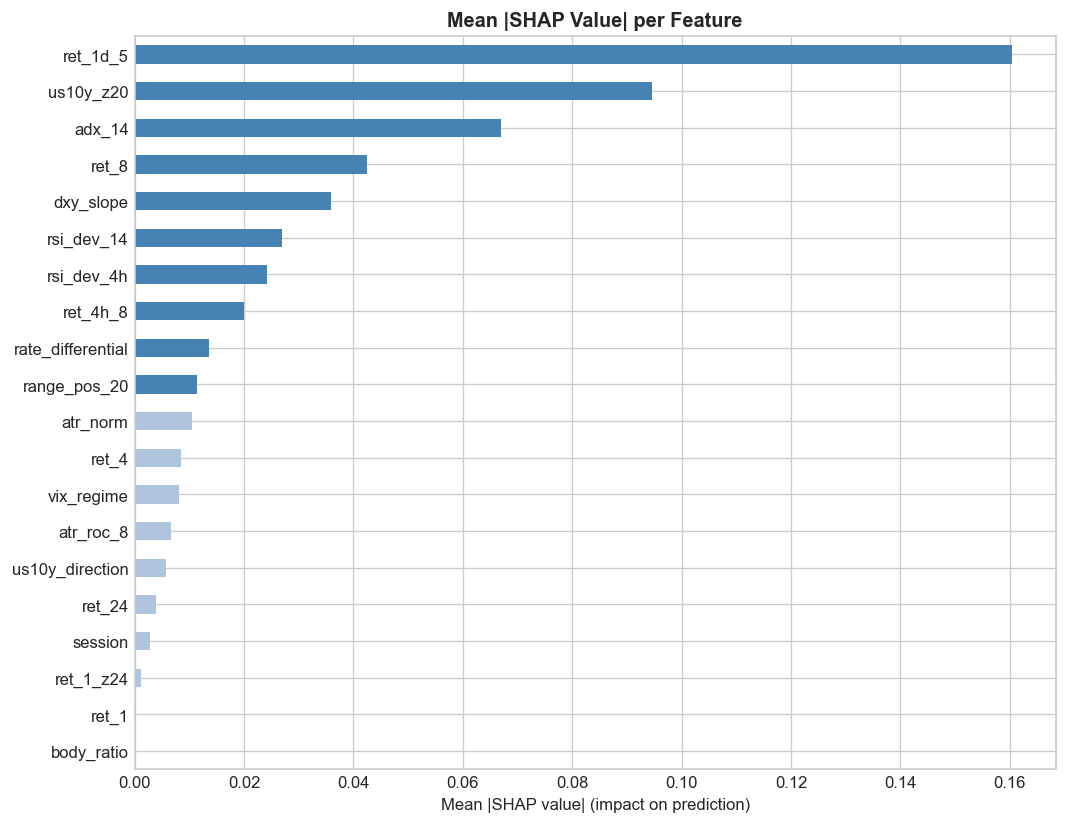 Mean |SHAP Value| per Feature
ret_1d_5
us10y_z20
adx_14
ret_8
dxy_slope
rsi_dev_14
rsi_dev_4h
ret_4h_8
rate_differential
range_pos_20
atr_norm
ret_4
vix_regime
atr_roc_8
us10y_direction
ret_24
session
ret_1_z24
ret_1
body_ratio
0.00 0.02 0.04 0.06 0.08 0.10 0.12 0.14 0.16
Mean |SHAP value| (impact on prediction)